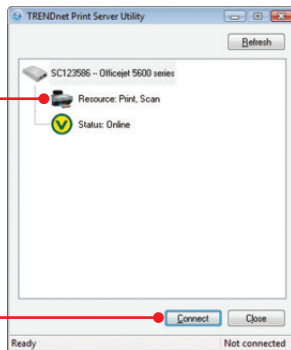 TRENDnet Print Server Utility
Refresh
SC123586 -- Officejet 5600 series
Resource: Print, Scan
Status: Online
Connect Close
Ready Not connected